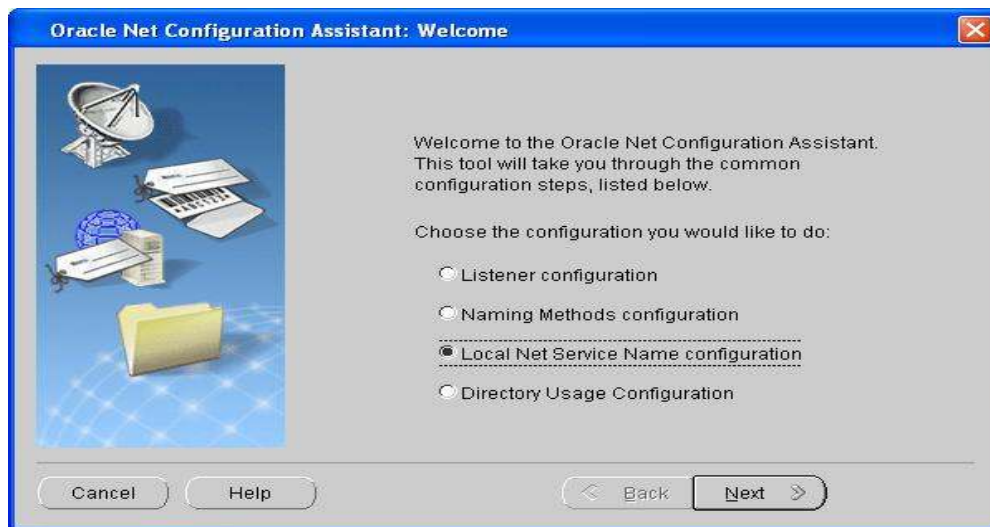 Oracle Net Configuration Assistant: Welcome
Welcome to the Oracle Net Configuration Assistant.
This tool will take you through the common
configuration steps, listed below.
Choose the configuration you would like to do:
Listener configuration
Naming Methods configuration
Local Net Service Name configuration
Directory Usage Configuration
Cancel
Help
Back
Next